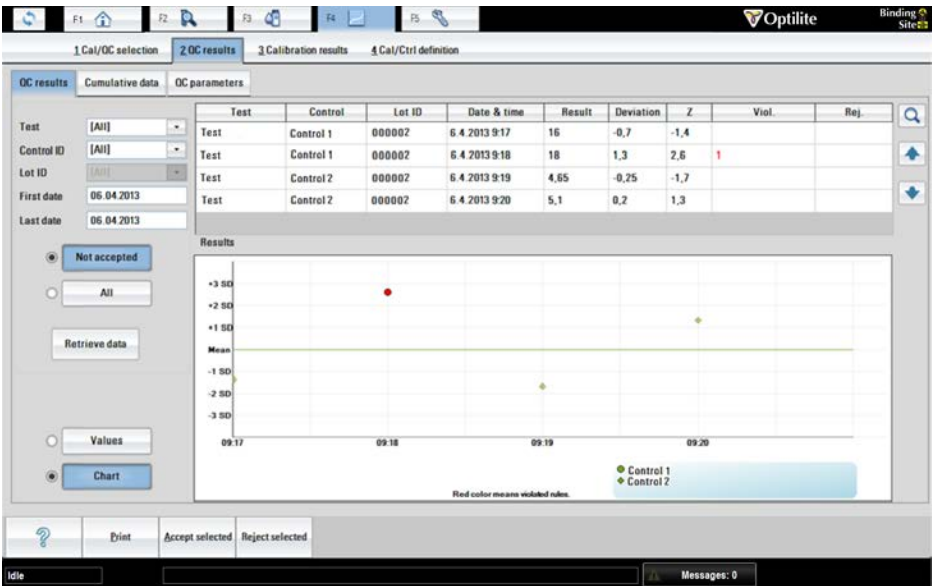 F1 F2 F3 F4 F5 Optilite Binding Site
1 Cal/QC selection 2 QC results 3 Calibration results 4 Cal/Ctrl definition
QC results Cumulative data QC parameters
Test [All]
Control ID [All]
Lot ID [All]
First date 06.04.2013
Last date 06.04.2013
Not accepted
All
Retrieve data
Values
Chart
Test Control Lot ID Date & time Result Deviation Z Viol. Rej.
Test Control 1 000002 6.4.2013 9:17 16 -0,7 -1,4
Test Control 1 000002 6.4.2013 9:18 18 1,3 2,6 1
Test Control 2 000002 6.4.2013 9:19 4,65 -0,25 -1,7
Test Control 2 000002 6.4.2013 9:20 5,1 0,2 1,3
Results
+3 SD
+2 SD
+1 SD
Mean
-1 SD
-2 SD
-3 SD
09:17 09:18 09:19 09:20
Control 1
Control 2
Red color means violated rules.
? Print Accept selected Reject selected
Idle Messages: 0